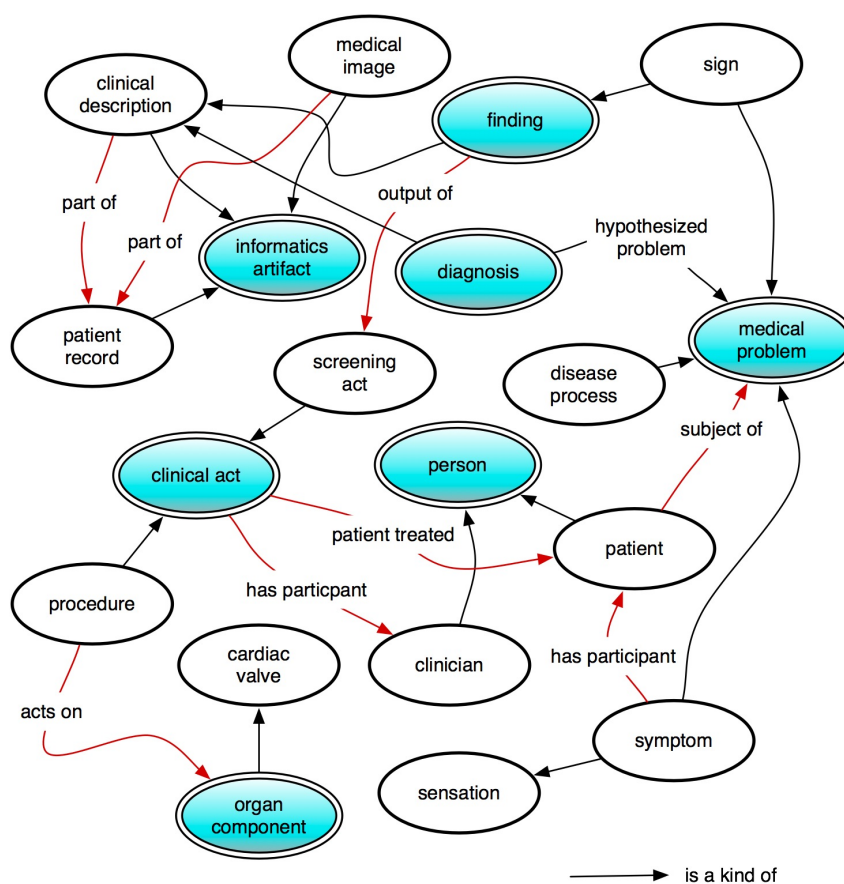 medical
image
clinical
description
sign
finding
part of
output of
part of
informatics
artifact
diagnosis
hypothesized
problem
patient
record
screening
act
disease
process
medical
problem
subject of
clinical act
person
patient treated
patient
procedure
has particpant
cardiac
valve
clinician
has participant
acts on
symptom
sensation
organ
component
is a kind of